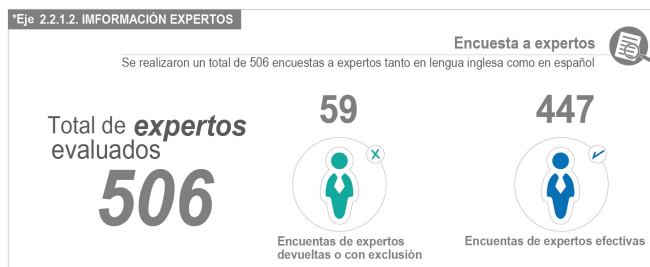 *Eje 2.2.1.2. IMFORMACIÓN EXPERTOS
Encuesta a expertos
Se realizaron un total de 506 encuestas a expertos tanto en lengua inglesa como en español
Total de expertos
evaluados
506
59
Encuentas de expertos
devueltas o con exclusión
447
Encuentas de expertos efectivas